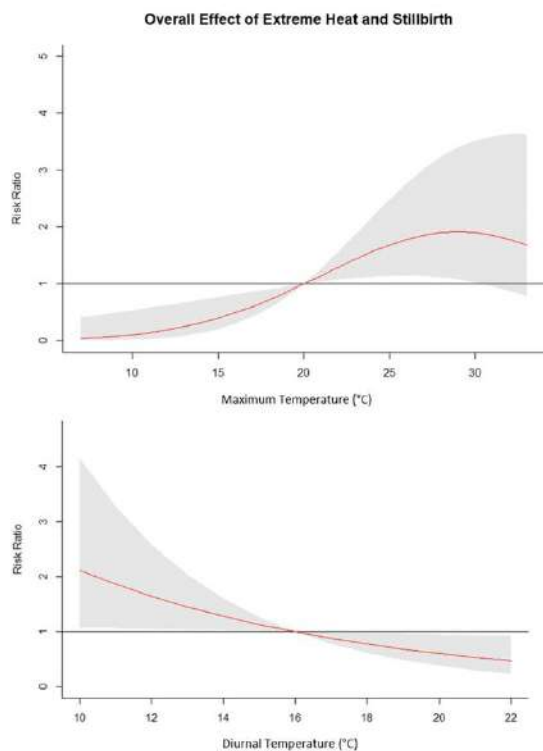 Overall Effect of Extreme Heat and Stillbirth
5
4
3
2
1
0
Risk Ratio
10 15 20 25 30
Maximum Temperature (°C)
4
3
2
1
0
Risk Ratio
10 12 14 16 18 20 22
Diurnal Temperature (°C)